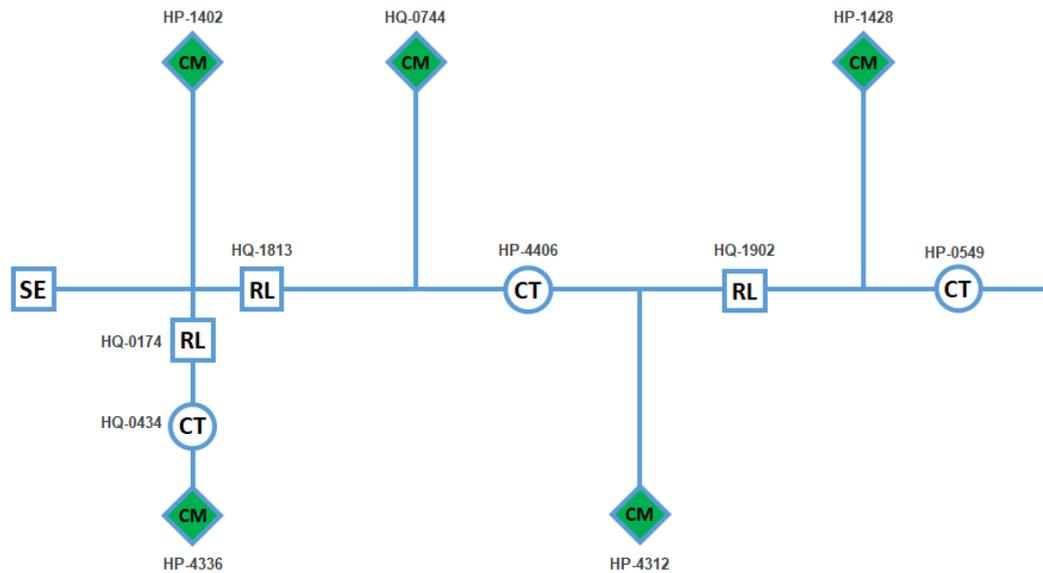 HP-1402
HQ-0744
HP-1428
CM
CM
CM
HQ-1813
HP-4406
HQ-1902
HP-0549
SE
RL
CT
RL
CT
HQ-0174
RL
HQ-0434
CT
CM
CM
HP-4336
HP-4312